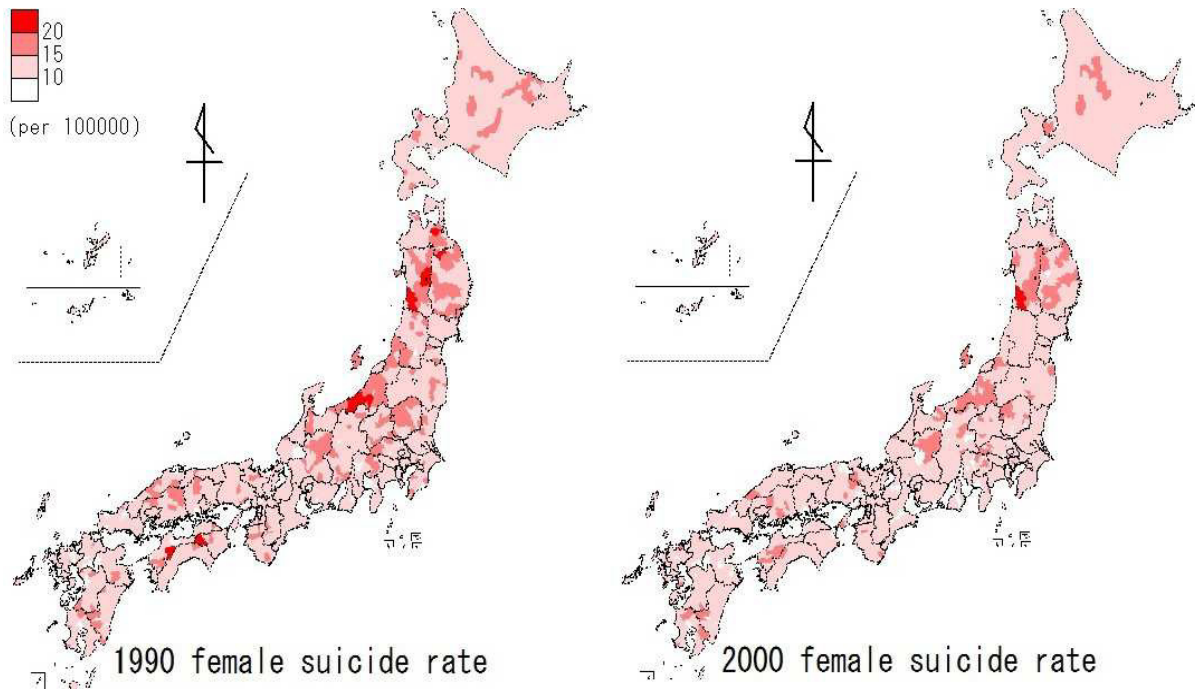 20
15
10
(per 100000)
1990 female suicide rate
2000 female suicide rate